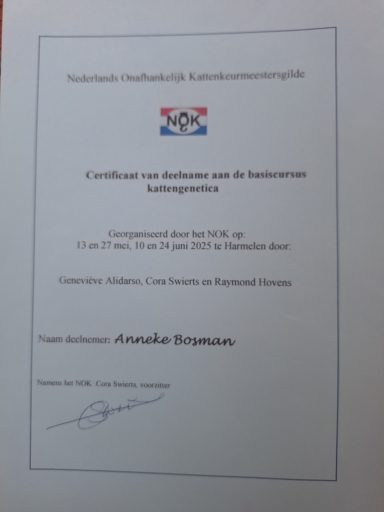 Nederlands Onafhankelijk Kattenkeurmeestersgilde
NOK
Certificaat van deelname aan de basiscursus
kattengenetica
Georganiseerd door het NOK op:
13 en 27 mei, 10 en 24 juni 2025 te Harmelen door:
Geneviève Alidarso, Cora Swierts en Raymond Hovens
Naam deelnemer: Anneke Bosman
Namens het NOK Cora Swierts, voorzitter